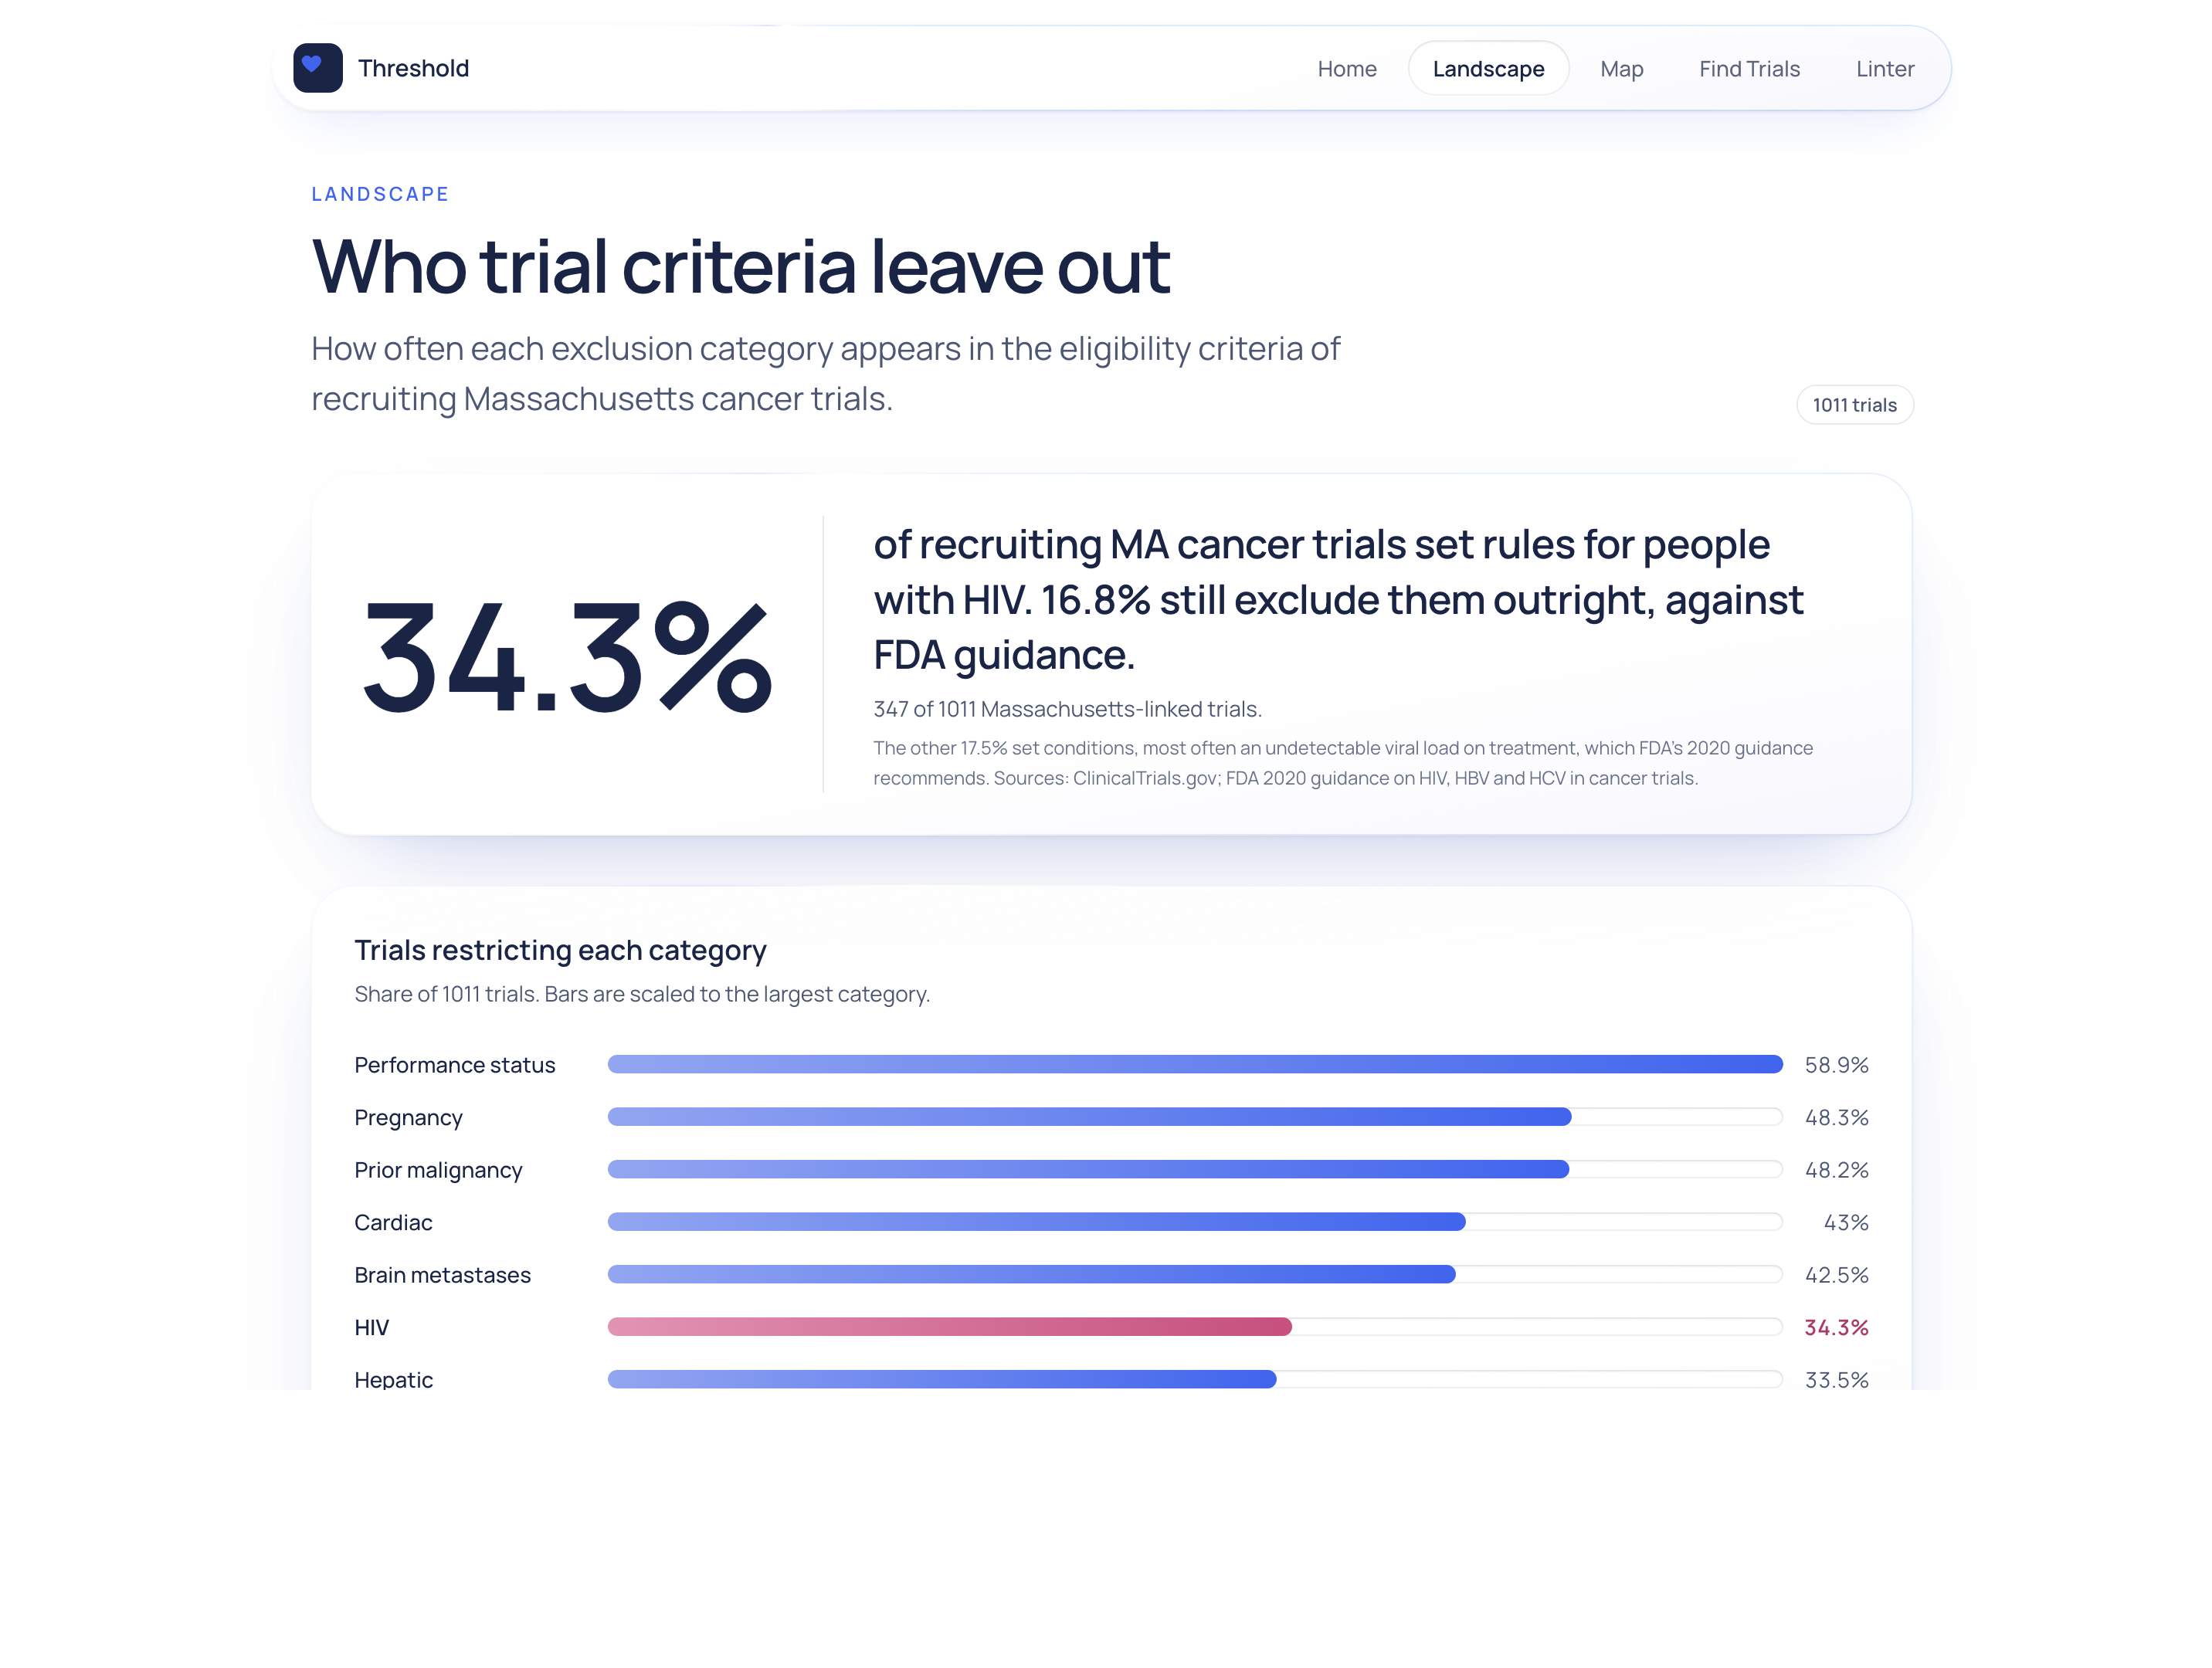 Threshold
Home
Landscape
Map
Find Trials
Linter
LANDSCAPE
Who trial criteria leave out
How often each exclusion category appears in the eligibility criteria of
recruiting Massachusetts cancer trials.
1011 trials
34.3%
of recruiting MA cancer trials set rules for people
with HIV. 16.8% still exclude them outright, against
FDA guidance.
347 of 1011 Massachusetts-linked trials.
The other 17.5% set conditions, most often an undetectable viral load on treatment, which FDA's 2020 guidance
recommends. Sources: ClinicalTrials.gov; FDA 2020 guidance on HIV, HBV and HCV in cancer trials.
Trials restricting each category
Share of 1011 trials. Bars are scaled to the largest category.
Performance status 58.9%
Pregnancy 48.3%
Prior malignancy 48.2%
Cardiac 43%
Brain metastases 42.5%
HIV 34.3%
Hepatic 33.5%